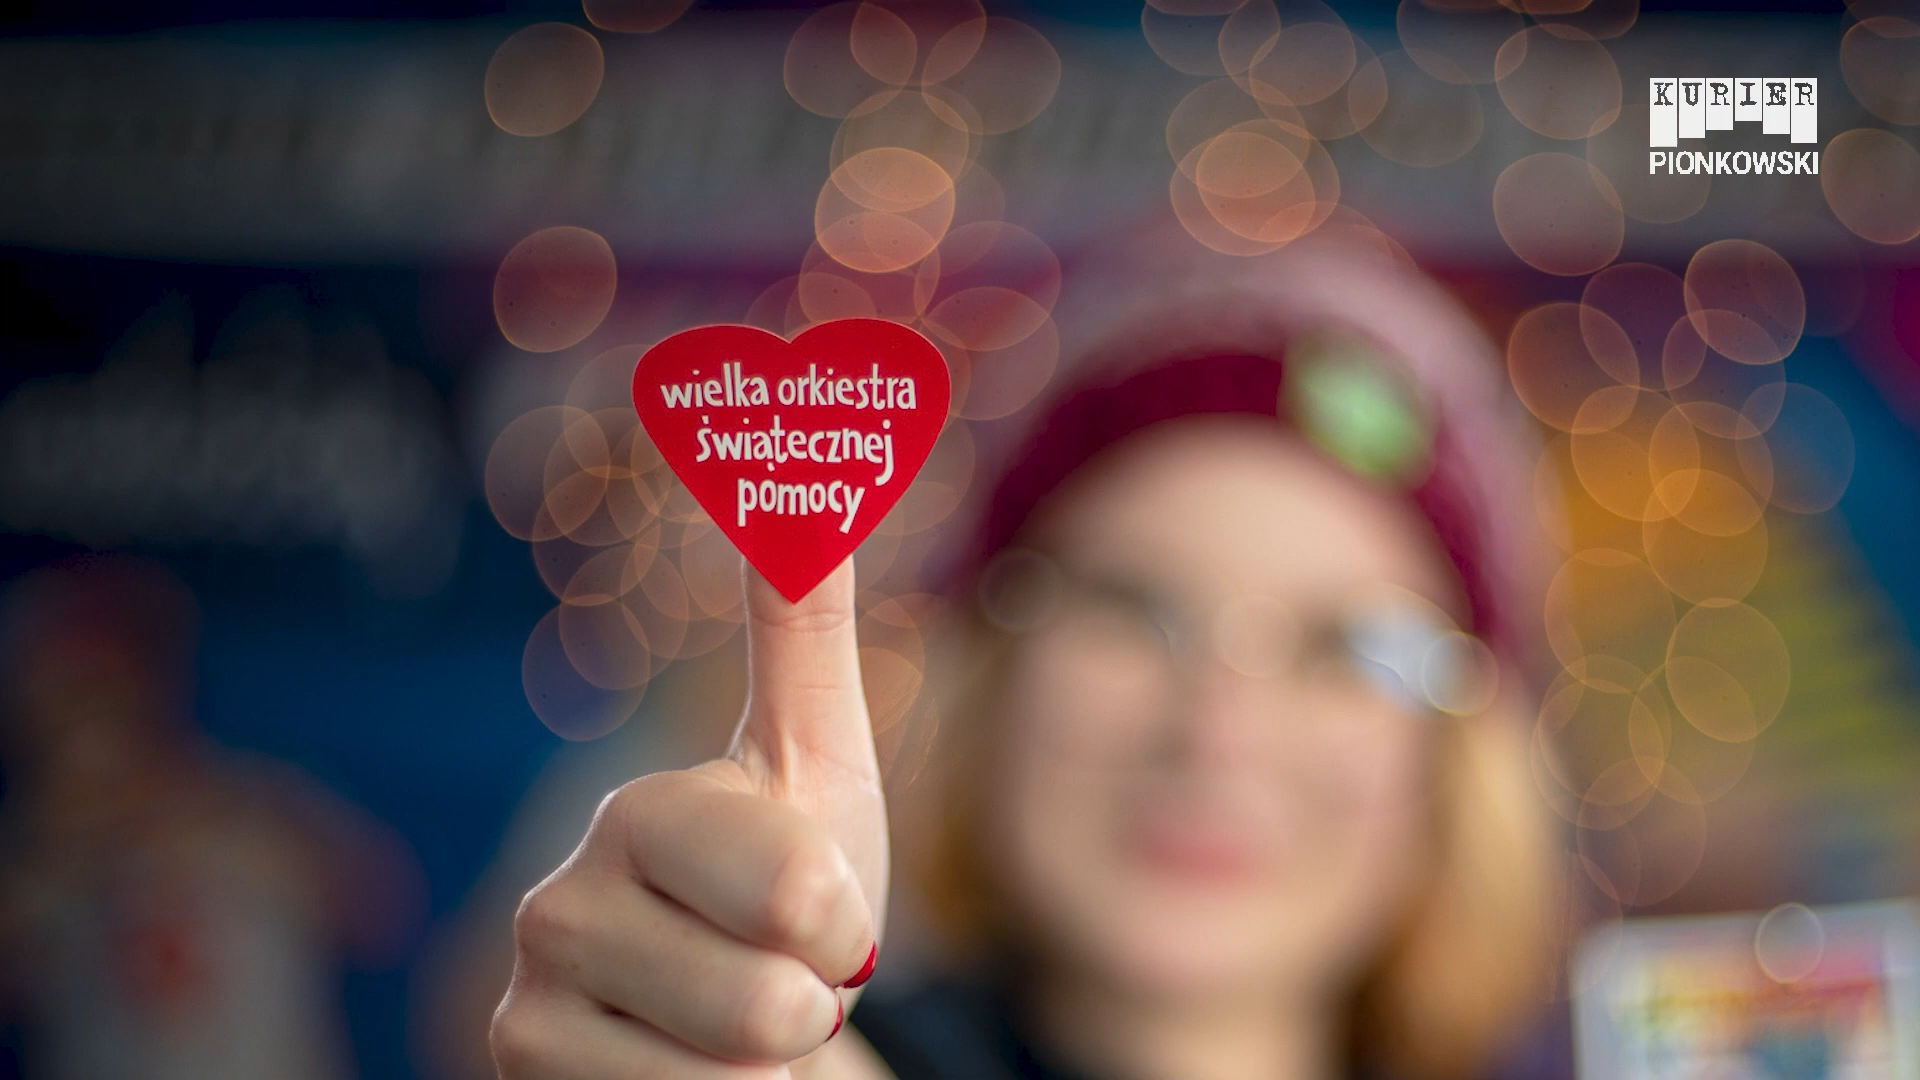 KURIER
PIONKOWSKI
wielka orkiestra
świątecznej
pomocy